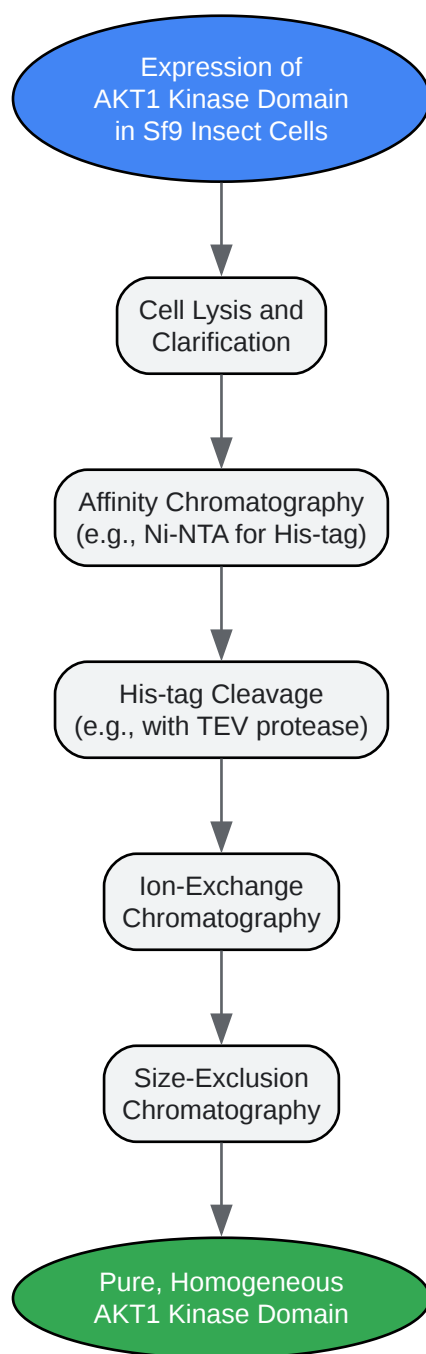 Expression of
AKT1 Kinase Domain
in Sf9 Insect Cells
Cell Lysis and
Clarification
Affinity Chromatography
(e.g., Ni-NTA for His-tag)
His-tag Cleavage
(e.g., with TEV protease)
Ion-Exchange
Chromatography
Size-Exclusion
Chromatography
Pure, Homogeneous
AKT1 Kinase Domain